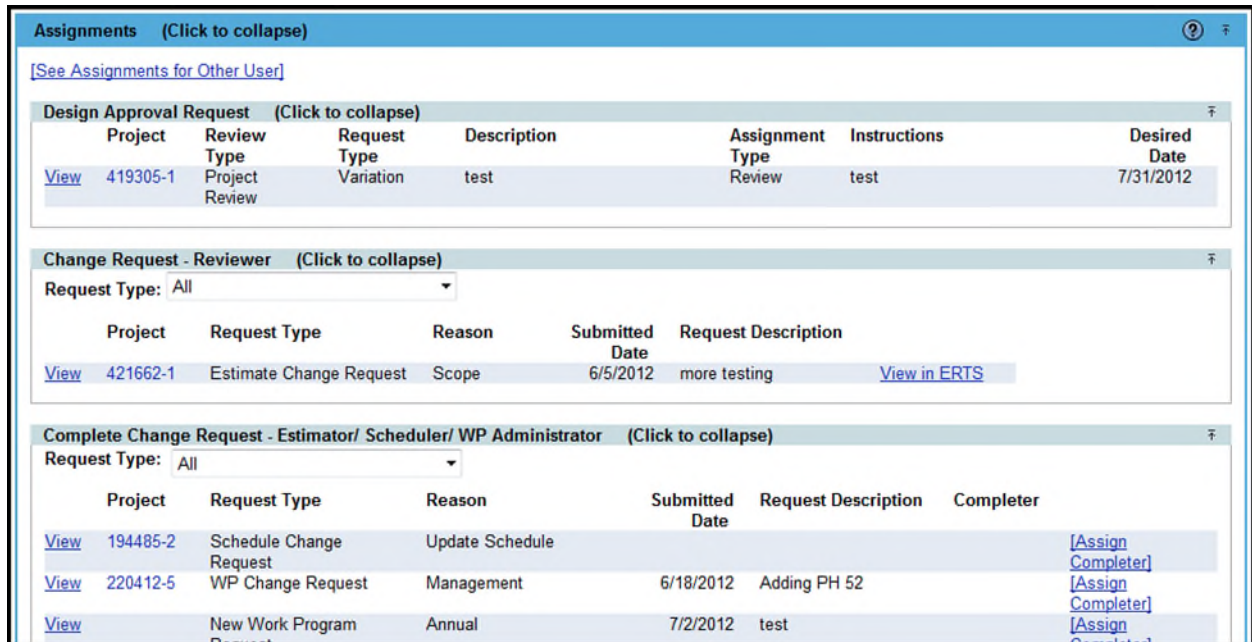 Assignments (Click to collapse)
[See Assignments for Other User]
Design Approval Request (Click to collapse)
Project Review Request Description Assignment Instructions Desired
Type Type Type Date
View 419305-1 Project Variation test Review test 7/31/2012
Review
Change Request - Reviewer (Click to collapse)
Request Type: All
Project Request Type Reason Submitted Request Description
Date
View 421662-1 Estimate Change Request Scope 6/5/2012 more testing View in ERTS
Complete Change Request - Estimator/ Scheduler/ WP Administrator (Click to collapse)
Request Type: All
Project Request Type Reason Submitted Request Description Completer
Date
View 194485-2 Schedule Change Update Schedule [Assign
Request Completer]
View 220412-5 WP Change Request Management 6/18/2012 Adding PH 52 [Assign
Completer]
View New Work Program Annual 7/2/2012 test [Assign